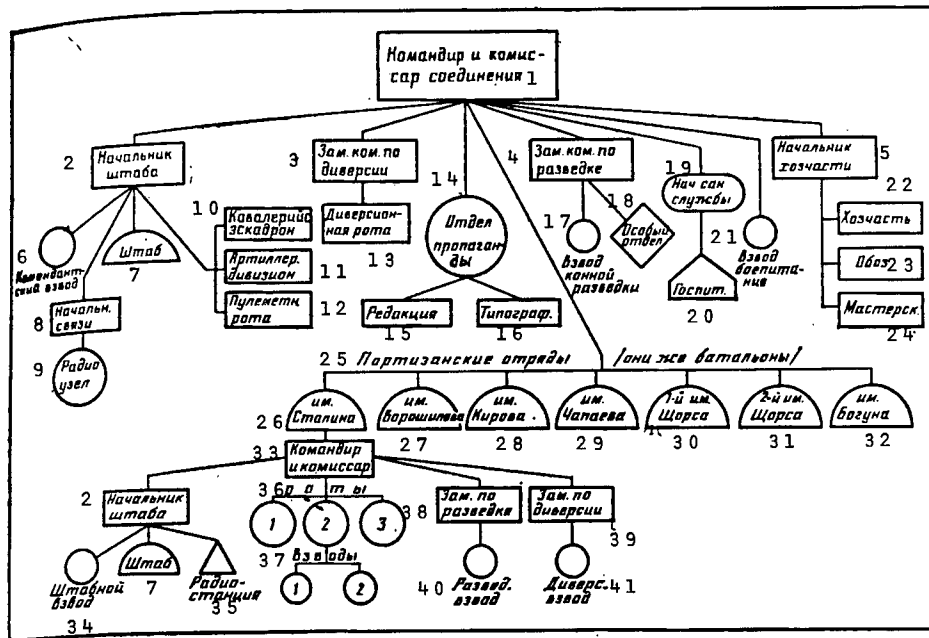 Командир и комис-
сар соединения 1
2
Начальник
штаба
3
Зам. ком. по
диверсии
4
Зам. ком. по
разведке
19
Нач сан
службы
Начальник
хозчасти
5
6
Комендант-
ский взвод
Штаб
7
10
Кавалерийс
эскадрон
Артиллер.
дивизион
11
Пулеметн.
рота
12
8
Начальн.
связи
9
Радио
узел
Диверсион-
ная рота
13
14
Отдел
пропаган
ды
Редакция
15
Типограф.
16
17
Взвод
конной
разведки
18
Особый
отдел
Госпит.
20
21
Взвод
воспита-
ния
22
Хозчасть
Обоз
23
Мастерск.
24
25 Партизанские отряды /они же батальоны/
26
им.
Сталина
им.
Ворошилова
27
им.
Кирова
28
им.
Чапаева
29
1-й им.
Щорса
30
2-й им.
Щорса
31
им.
Богуна
32
33
Командир
и комиссар
2
Начальник
штаба
Штабной
взвод
34
Штаб
7
Радио-
станция
35
36 роты
1
2
3
37
Взводы
1
2
38
Зам. по
разведке
Зам. по
диверсии
39
40
Развед.
взвод
Диверс.
взвод
41